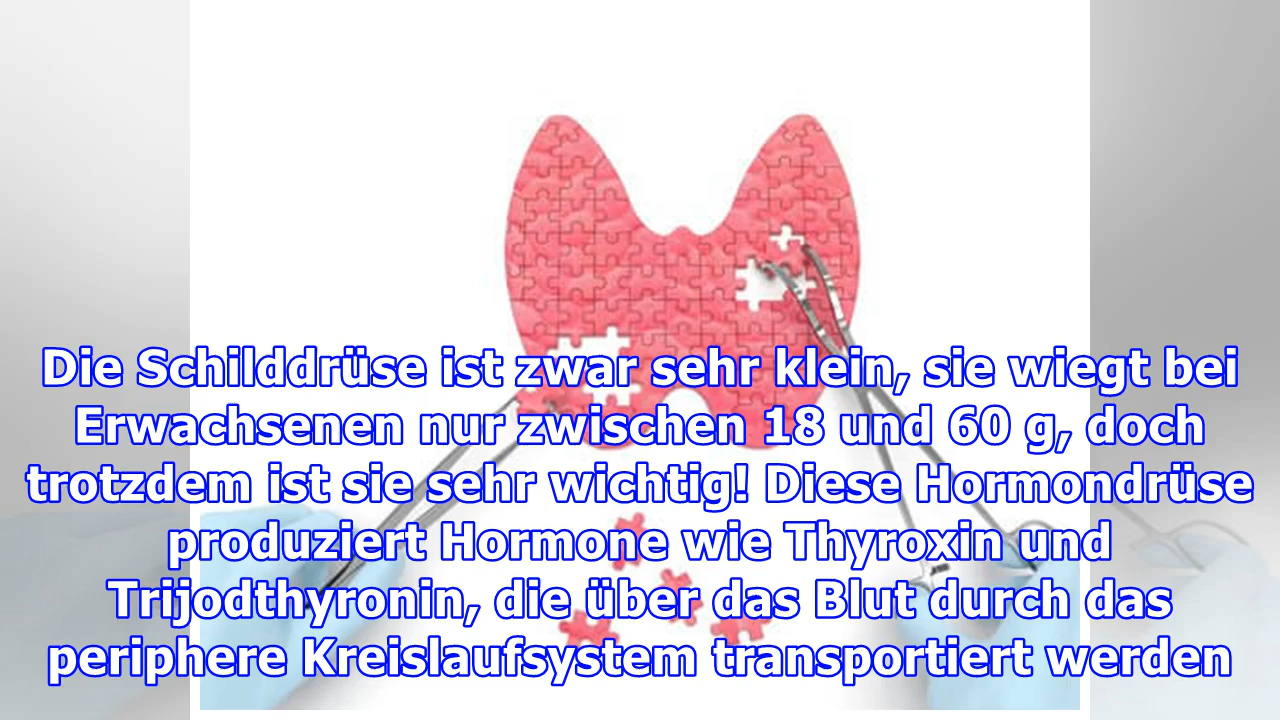 Die Schilddrüse ist zwar sehr klein, sie wiegt bei
Erwachsenen nur zwischen 18 und 60 g, doch
trotzdem ist sie sehr wichtig! Diese Hormondrüse
produziert Hormone wie Thyroxin und
Trijodthyronin, die über das Blut durch das
periphere Kreislaufsystem transportiert werden